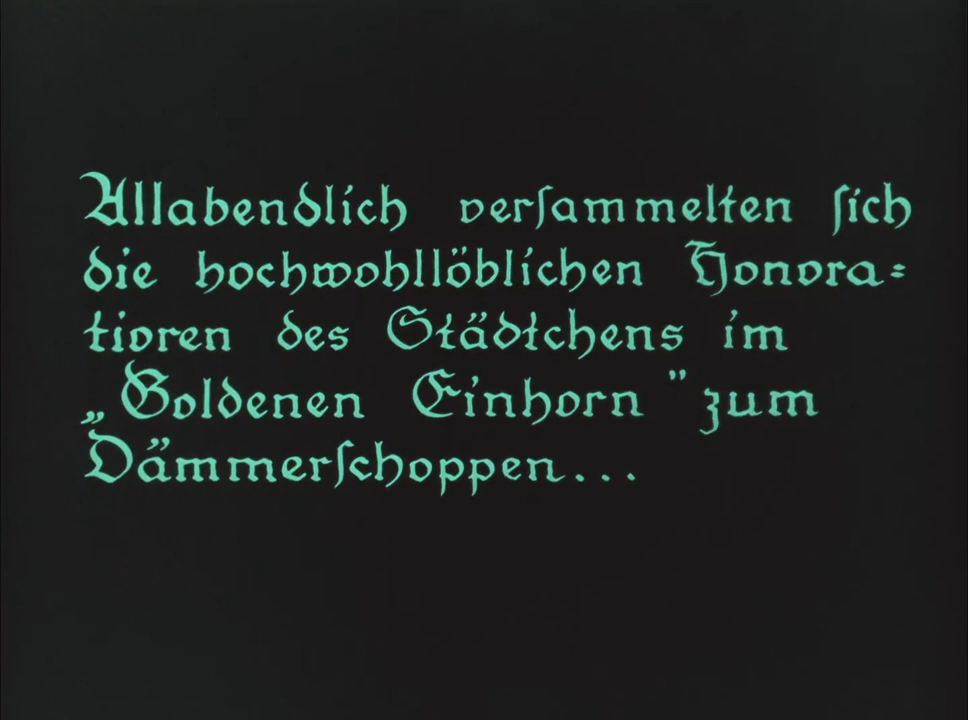 Allabendlich verſammelten ſich
die hochwohllöblichen Honora=
tioren des Städtchens im
„Goldenen Einhorn" zum
Dämmerſchoppen...